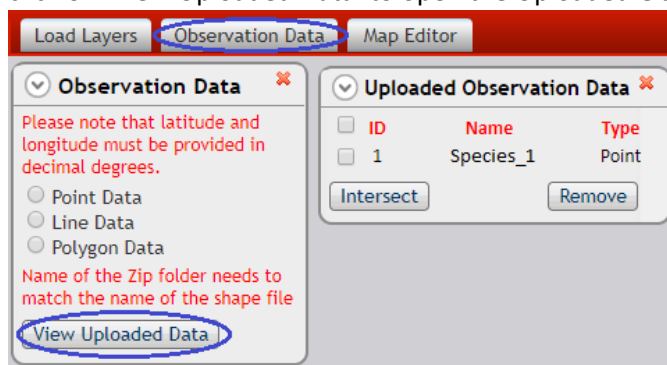 Load Layers Observation Data Map Editor
Observation Data
Please note that latitude and
longitude must be provided in
decimal degrees.
Point Data
Line Data
Polygon Data
Name of the Zip folder needs to
match the name of the shape file
View Uploaded Data
Uploaded Observation Data
ID Name Type
1 Species_1 Point
Intersect Remove